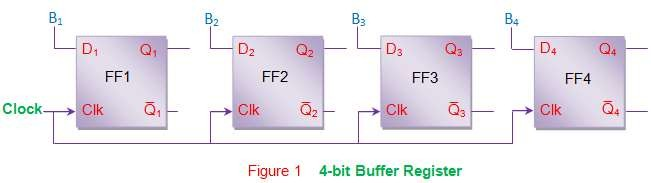 B₁ B₂ B₃ B₄
D₁ Q₁ D₂ Q₂ D₃ Q₃ D₄ Q₄
FF1 FF2 FF3 FF4
Clock Clk Q̅₁ Clk Q̅₂ Clk Q̅₃ Clk Q̅₄
Figure 1 4-bit Buffer Register